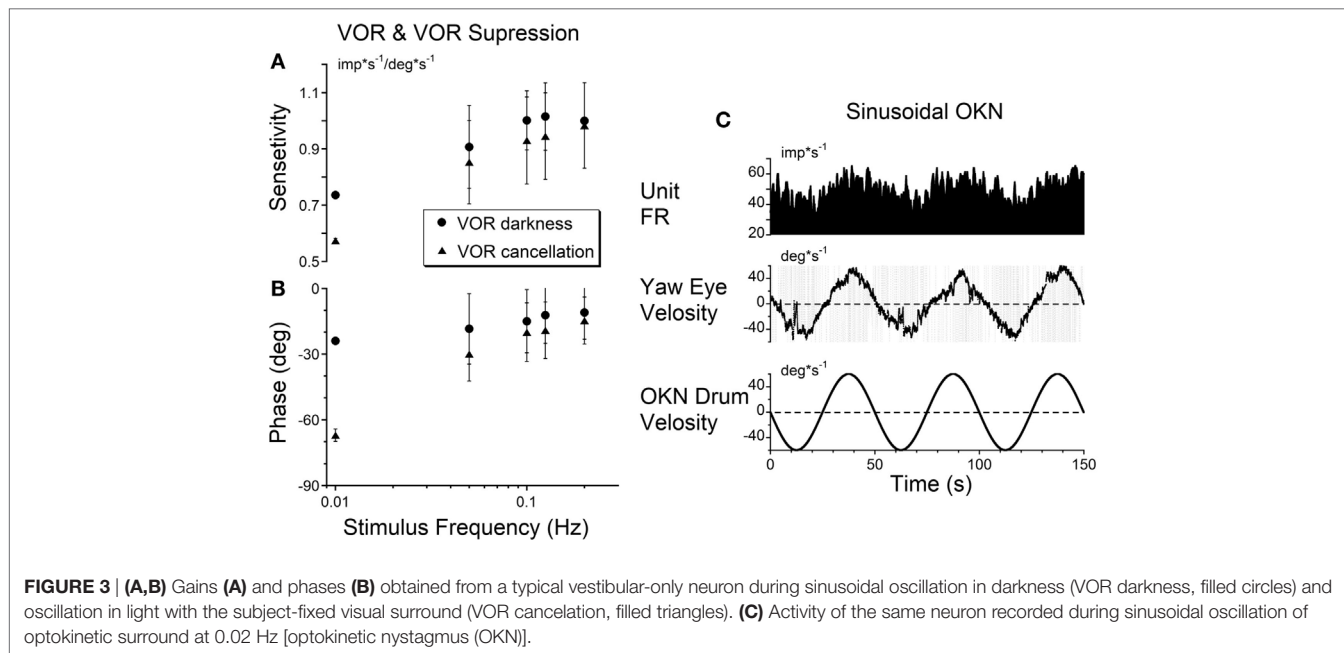 VOR & VOR Supression
A
imp*s⁻¹/deg*s⁻¹
Sensetivity
1.1
0.9
0.7
0.5
VOR darkness
VOR cancellation
B
Phase (deg)
0
-30
-60
-90
0.01
0.1
Stimulus Frequency (Hz)
Sinusoidal OKN
C
imp*s⁻¹
Unit
FR
60
40
20
deg*s⁻¹
Yaw Eye
Velosity
40
0
-40
deg*s⁻¹
OKN Drum
Velosity
40
0
-40
0
50
100
150
Time (s)
FIGURE 3 | (A,B) Gains (A) and phases (B) obtained from a typical vestibular-only neuron during sinusoidal oscillation in darkness (VOR darkness, filled circles) and
oscillation in light with the subject-fixed visual surround (VOR cancelation, filled triangles). (C) Activity of the same neuron recorded during sinusoidal oscillation of
optokinetic surround at 0.02 Hz [optokinetic nystagmus (OKN)].